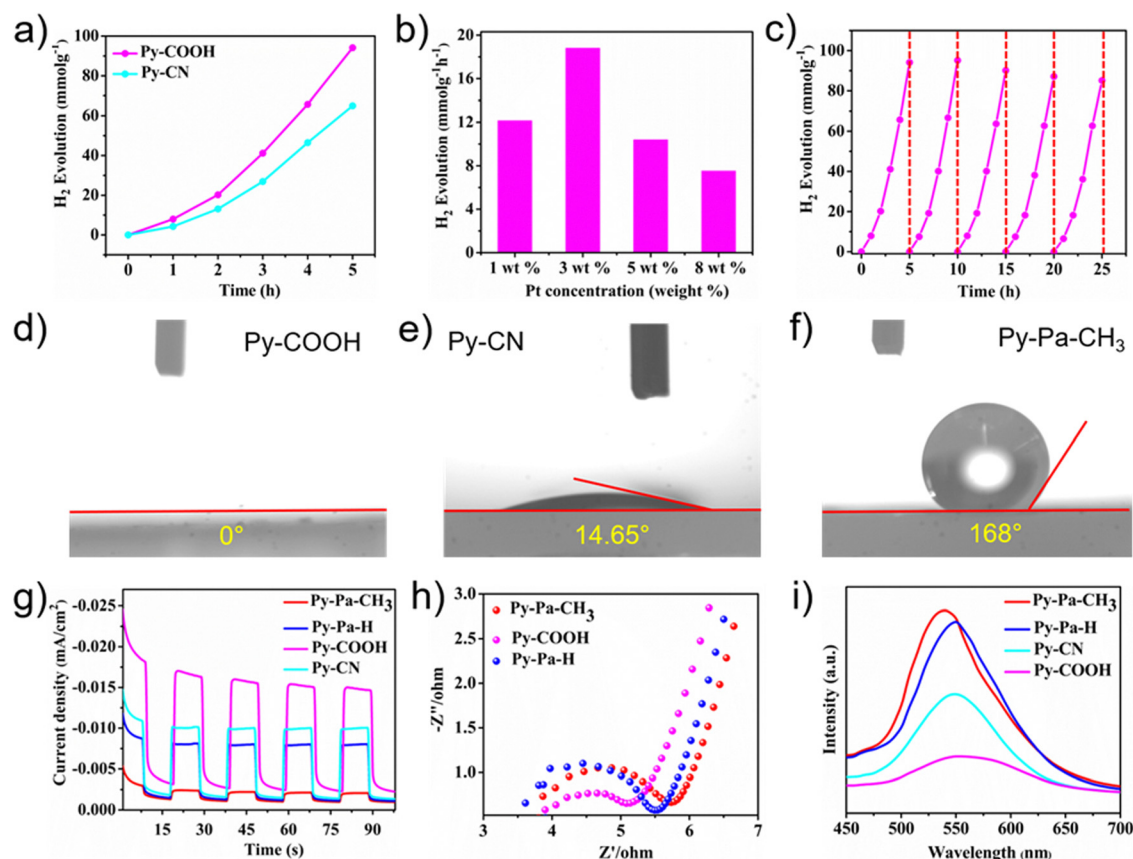 a)
H₂ Evolution (mmolg⁻¹)
100
80
60
40
20
0
Py-COOH
Py-CN
0 1 2 3 4 5
Time (h)
b)
H₂ Evolution (mmolg⁻¹h⁻¹)
20
16
12
8
4
0
1 wt % 3 wt % 5 wt % 8 wt %
Pt concentration (weight %)
c)
H₂ Evolution (mmolg⁻¹)
100
80
60
40
20
0
0 5 10 15 20 25
Time (h)
d)
Py-COOH
0°
e)
Py-CN
14.65°
f)
Py-Pa-CH₃
168°
g)
Current density (mA/cm²)
-0.025
-0.020
-0.015
-0.010
-0.005
0.000
Py-Pa-CH₃
Py-Pa-H
Py-COOH
Py-CN
15 30 45 60 75 90
Time (s)
h)
-Z''/ohm
3.0
2.5
2.0
1.5
1.0
Py-Pa-CH₃
Py-COOH
Py-Pa-H
3 4 5 6 7
Z'/ohm
i)
Intensity (a.u.)
Py-Pa-CH₃
Py-Pa-H
Py-CN
Py-COOH
450 500 550 600 650 700
Wavelength (nm)